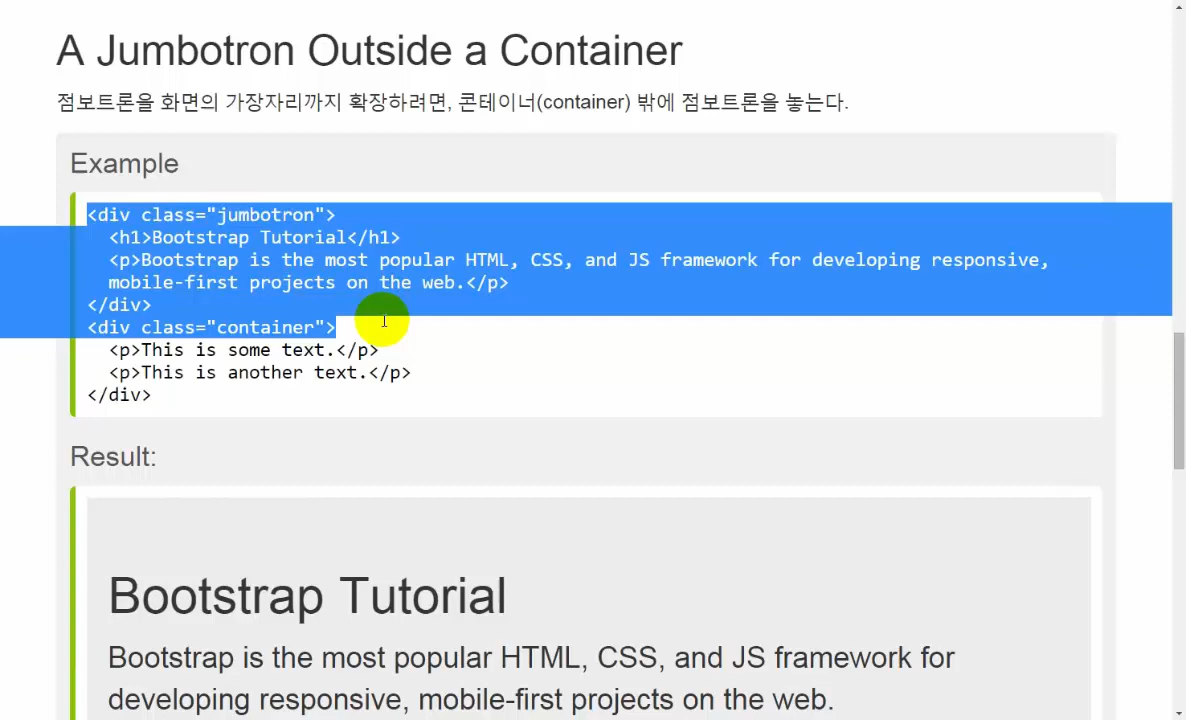 A Jumbotron Outside a Container
점보트론을 화면의 가장자리까지 확장하려면, 콘테이너(container) 밖에 점보트론을 놓는다.
Example
<div class="jumbotron">
  <h1>Bootstrap Tutorial</h1>
  <p>Bootstrap is the most popular HTML, CSS, and JS framework for developing responsive,
  mobile-first projects on the web.</p>
</div>
<div class="container">
  <p>This is some text.</p>
  <p>This is another text.</p>
</div>
Result:
Bootstrap Tutorial
Bootstrap is the most popular HTML, CSS, and JS framework for
developing responsive, mobile-first projects on the web.